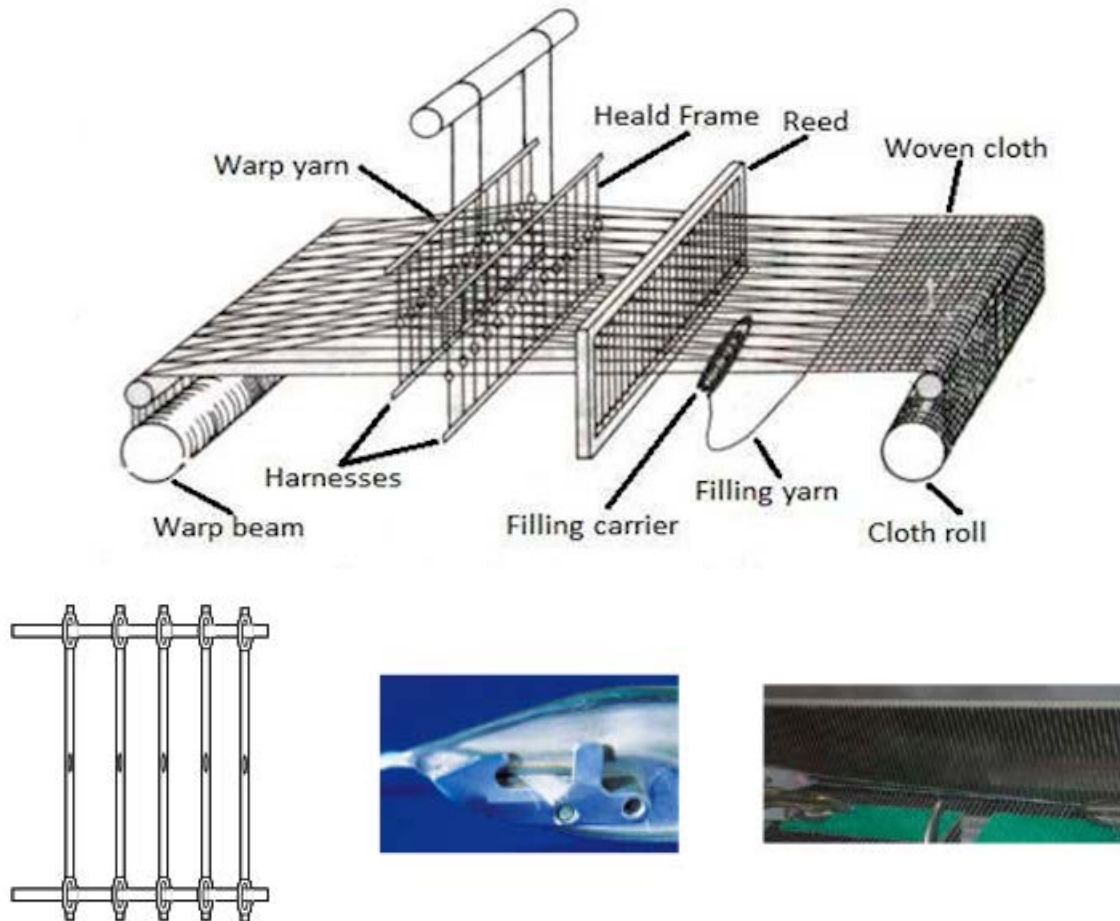 Heald Frame
Reed
Woven cloth
Warp yarn
Harnesses
Warp beam
Filling carrier
Filling yarn
Cloth roll